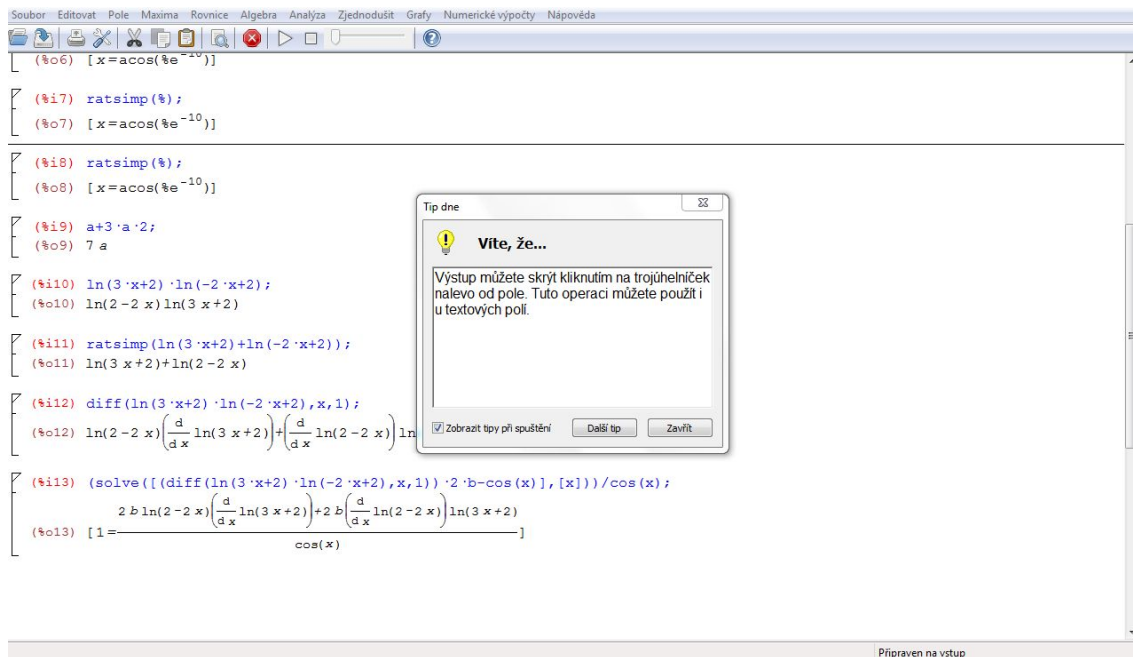 Soubor Editovat Pole Maxima Rovnice Algebra Analýza Zjednodušit Grafy Numerické výpočty Nápověda
(%o6) [x=acos(%e^-10)]
(%i7) ratsimp(%);
(%o7) [x=acos(%e^-10)]
(%i8) ratsimp(%);
(%o8) [x=acos(%e^-10)]
(%i9) a+3·a·2;
(%o9) 7 a
(%i10) ln(3·x+2)·ln(-2·x+2);
(%o10) ln(2-2 x)ln(3 x+2)
(%i11) ratsimp(ln(3·x+2)+ln(-2·x+2));
(%o11) ln(3 x+2)+ln(2-2 x)
(%i12) diff(ln(3·x+2)·ln(-2·x+2),x,1);
(%o12) ln(2-2 x)(d/dx ln(3 x+2))+(d/dx ln(2-2 x))ln
(%i13) (solve([(diff(ln(3·x+2)·ln(-2·x+2),x,1))·2·b-cos(x)],[x]))/cos(x);
2 b ln(2-2 x)(d/dx ln(3 x+2))+2 b(d/dx ln(2-2 x))ln(3 x+2)
(%o13) [1= ]
cos(x)
Tip dne
Víte, že...
Výstup můžete skrýt kliknutím na trojúhelníček
nalevo od pole. Tuto operaci můžete použít i
u textových polí.
Zobrazit tipy při spuštění Další tip Zavřít
Připraven na vstup